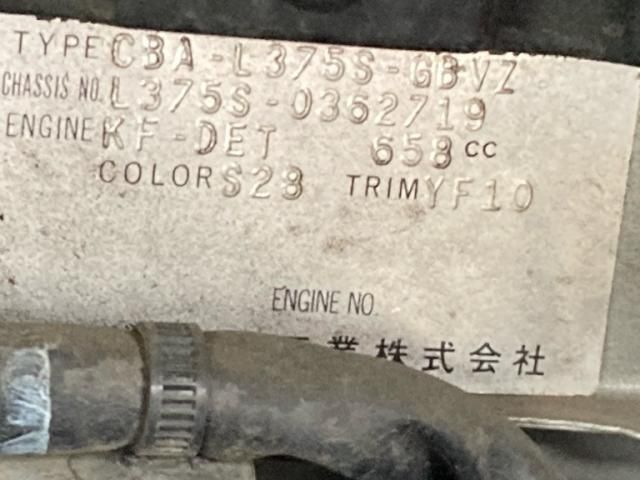 TYPE CBA-L375S-GBVZ
CHASSIS NO. L375S-0362719
ENGINE KF-DET 658 CC
COLOR S28 TRIM YF10
ENGINE NO.
工業株式会社